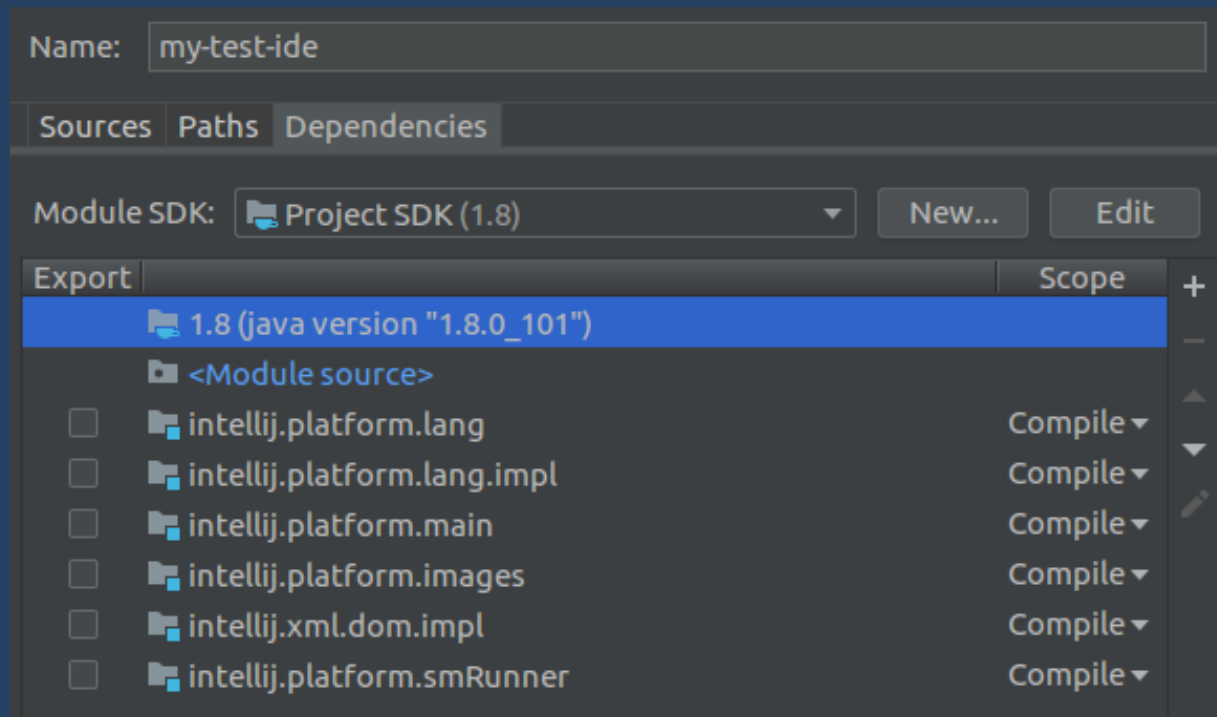 Name: my-test-ide
Sources Paths Dependencies
Module SDK: Project SDK (1.8) New... Edit
Export Scope
1.8 (java version "1.8.0_101")
<Module source>
intellij.platform.lang Compile
intellij.platform.lang.impl Compile
intellij.platform.main Compile
intellij.platform.images Compile
intellij.xml.dom.impl Compile
intellij.platform.smRunner Compile